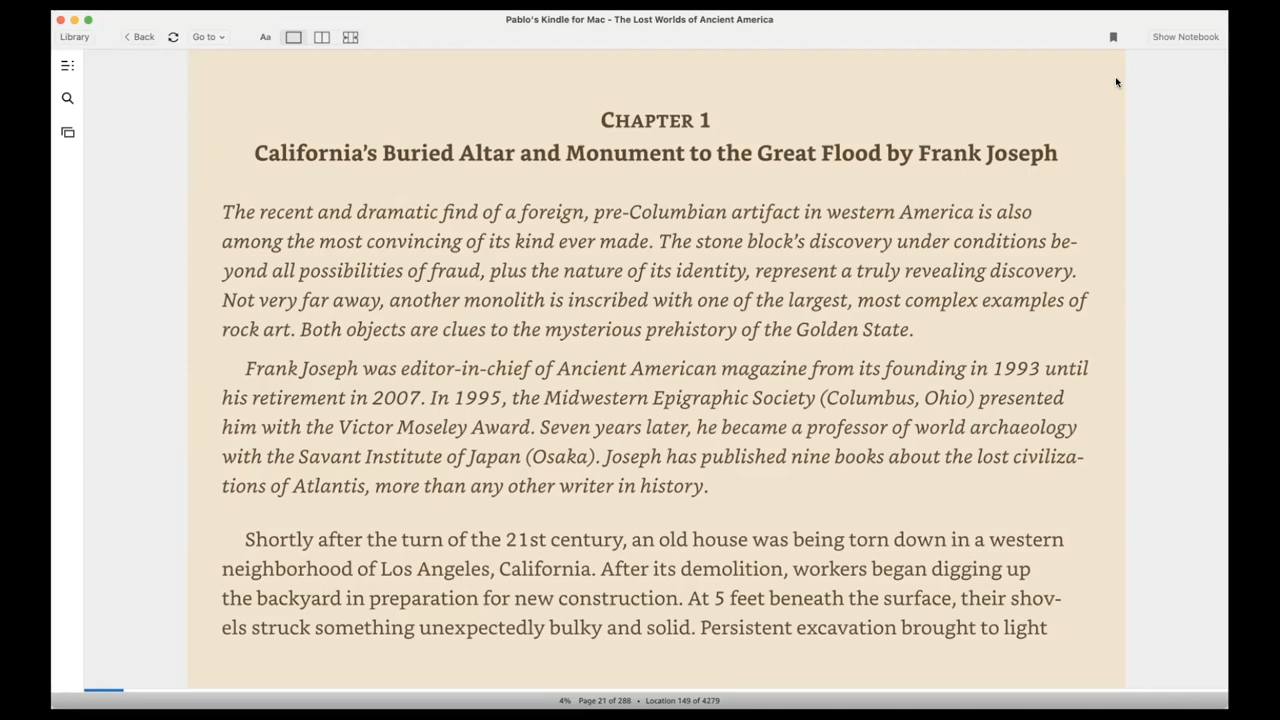 Pablo's Kindle for Mac - The Lost Worlds of Ancient America
Library
Back
Go to
Aa
Show Notebook
CHAPTER 1
California's Buried Altar and Monument to the Great Flood by Frank Joseph
The recent and dramatic find of a foreign, pre-Columbian artifact in western America is also
among the most convincing of its kind ever made. The stone block's discovery under conditions be-
yond all possibilities of fraud, plus the nature of its identity, represent a truly revealing discovery.
Not very far away, another monolith is inscribed with one of the largest, most complex examples of
rock art. Both objects are clues to the mysterious prehistory of the Golden State.
Frank Joseph was editor-in-chief of Ancient American magazine from its founding in 1993 until
his retirement in 2007. In 1995, the Midwestern Epigraphic Society (Columbus, Ohio) presented
him with the Victor Moseley Award. Seven years later, he became a professor of world archaeology
with the Savant Institute of Japan (Osaka). Joseph has published nine books about the lost civiliza-
tions of Atlantis, more than any other writer in history.
Shortly after the turn of the 21st century, an old house was being torn down in a western
neighborhood of Los Angeles, California. After its demolition, workers began digging up
the backyard in preparation for new construction. At 5 feet beneath the surface, their shov-
els struck something unexpectedly bulky and solid. Persistent excavation brought to light
4% Page 21 of 288 • Location 149 of 4279